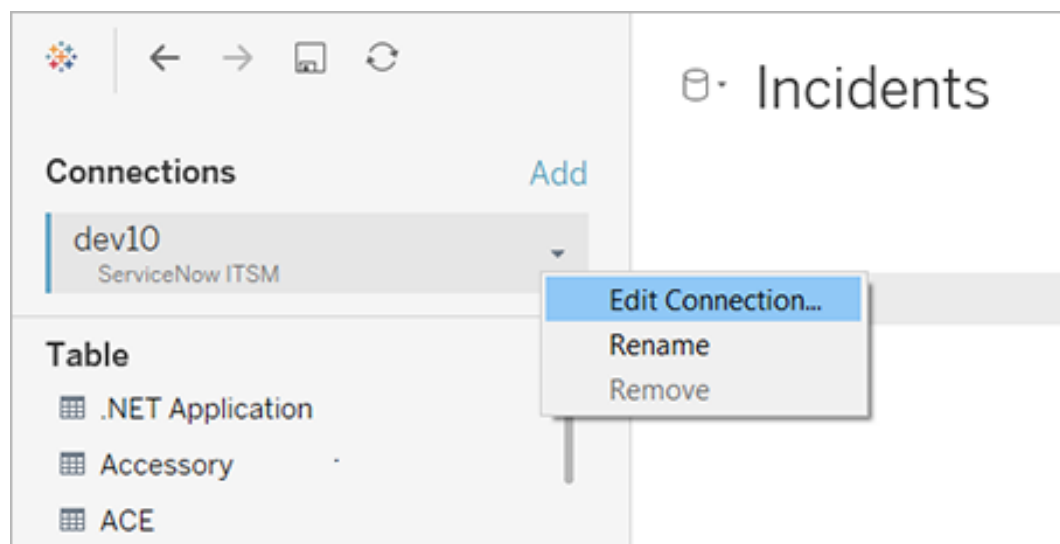 Incidents
Connections
Add
dev10
ServiceNow ITSM
Edit Connection...
Rename
Remove
Table
.NET Application
Accessory
ACE